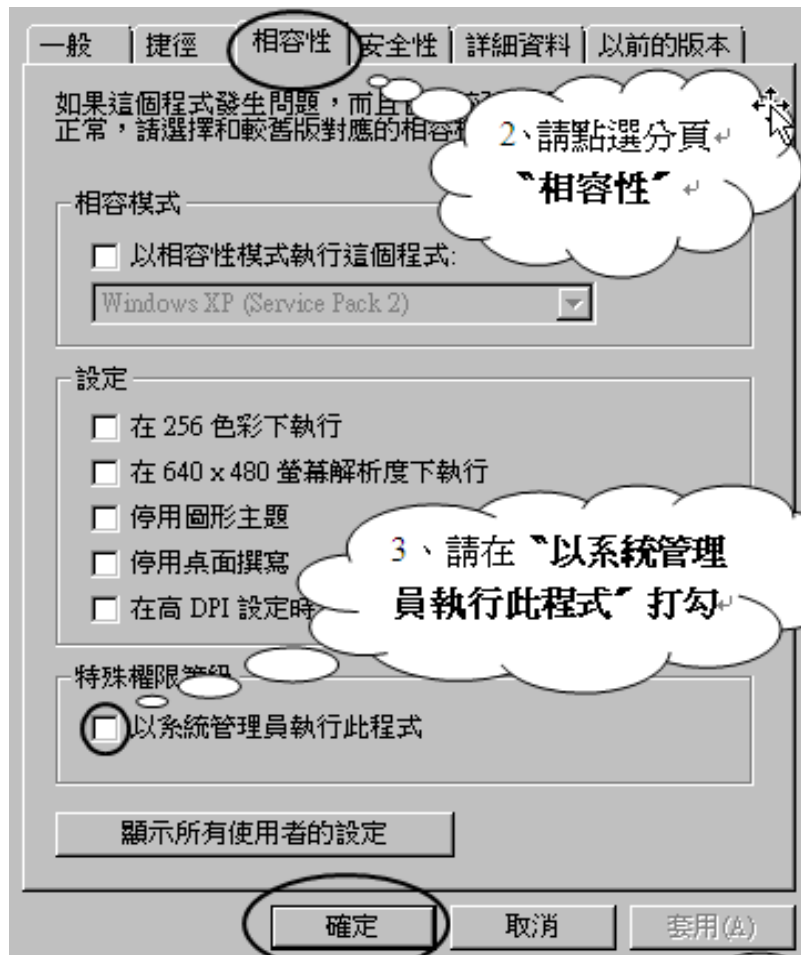 一般 捷徑 相容性 安全性 詳細資料 以前的版本
如果這個程式發生問題，而且
正常，請選擇和較舊版對應的相容
2、請點選分頁↵
〝相容性〞↵
相容模式
以相容性模式執行這個程式:
Windows XP (Service Pack 2)
設定
在 256 色彩下執行
在 640 x 480 螢幕解析度下執行
停用圖形主題
停用桌面撰寫
在高 DPI 設定時
3、請在〝以系統管理
員執行此程式〞打勾↵
特殊權限等級
以系統管理員執行此程式
顯示所有使用者的設定
確定 取消 套用(A)